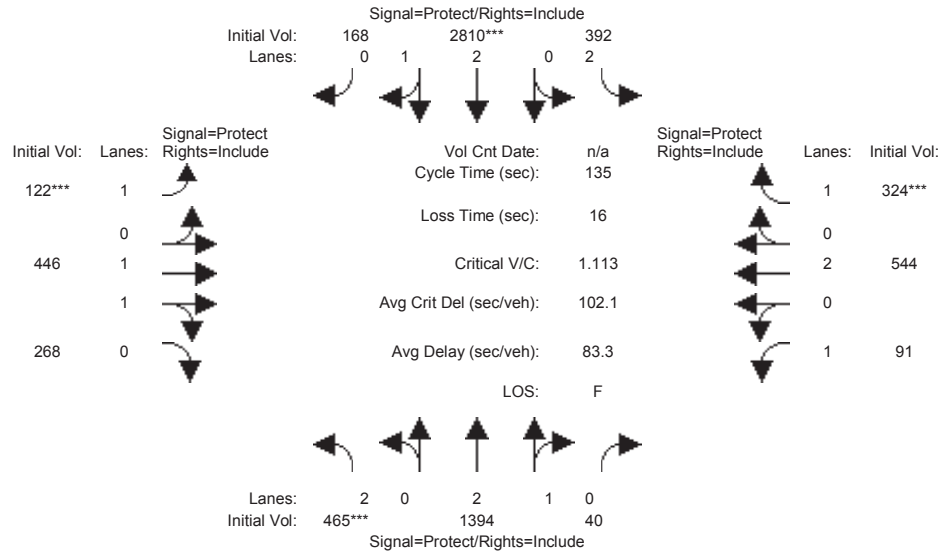 Signal=Protect/Rights=Include
Initial Vol: 168 2810*** 392
Lanes: 0 1 2 0 2
Signal=Protect
Initial Vol: Lanes: Rights=Include
Vol Cnt Date: n/a
Signal=Protect
Rights=Include Lanes: Initial Vol:
Cycle Time (sec): 135
122*** 1
1 324***
Loss Time (sec): 16
0
0
446 1
Critical V/C: 1.113
2 544
1
Avg Crit Del (sec/veh): 102.1
0
268 0
Avg Delay (sec/veh): 83.3
1 91
LOS: F
Lanes: 2 0 2 1 0
Initial Vol: 465*** 1394 40
Signal=Protect/Rights=Include